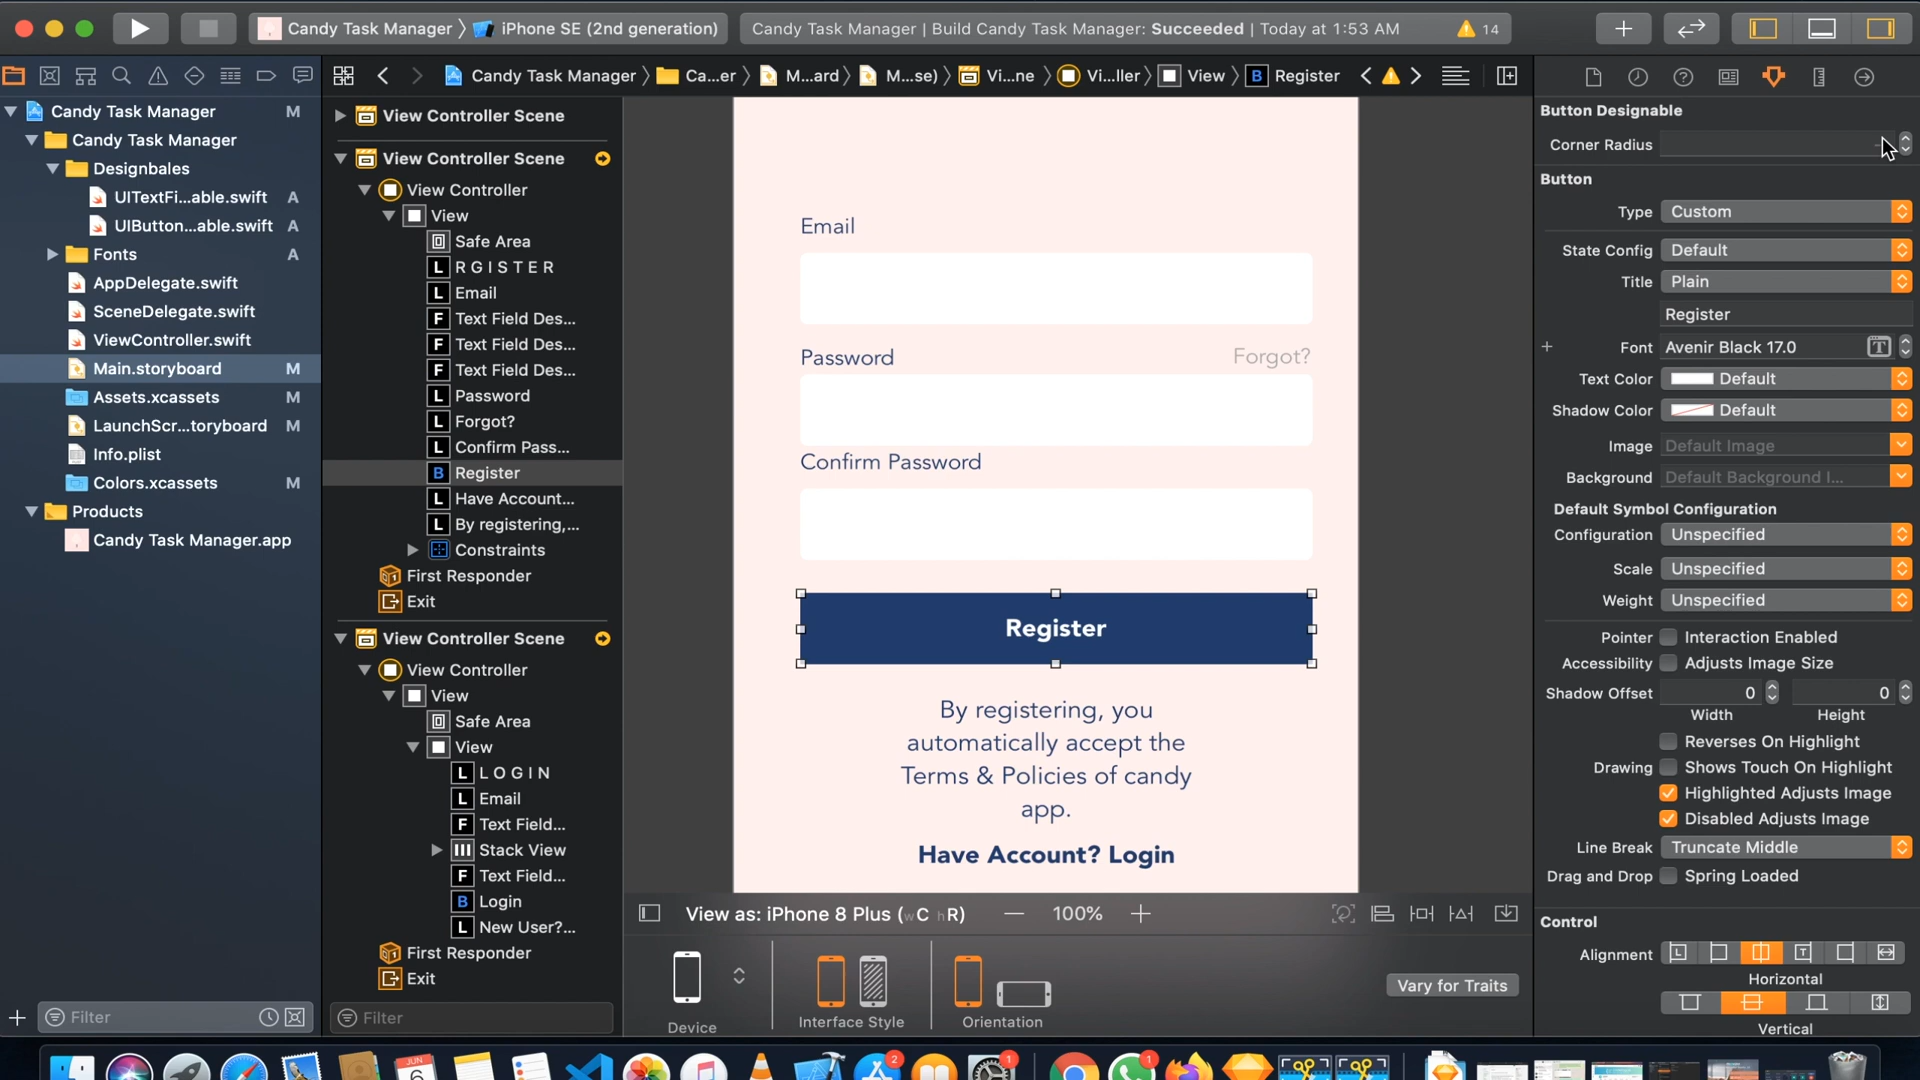 Candy Task Manager 〉 iPhone SE (2nd generation)
Candy Task Manager | Build Candy Task Manager: Succeeded | Today at 1:53 AM
14
Candy Task Manager 〉 Ca...er 〉 M...ard 〉 M...se) 〉 Vi...ne 〉 Vi...ller 〉 View 〉 B Register
Candy Task Manager M
Candy Task Manager
Designbales
UITextFi...able.swift A
UIButton...able.swift A
Fonts A
AppDelegate.swift
SceneDelegate.swift
ViewController.swift
Main.storyboard M
Assets.xcassets M
LaunchScr...toryboard M
Info.plist
Colors.xcassets M
Products
Candy Task Manager.app
Filter
View Controller Scene
View Controller Scene
View Controller
View
Safe Area
L R G I S T E R
L Email
F Text Field Des...
F Text Field Des...
F Text Field Des...
L Password
L Forgot?
L Confirm Pass...
B Register
L Have Account...
L By registering,...
Constraints
First Responder
Exit
View Controller Scene
View Controller
View
Safe Area
View
L L O G I N
L Email
F Text Field...
Stack View
F Text Field...
B Login
L New User?...
First Responder
Exit
Filter
Email
Password Forgot?
Confirm Password
Register
By registering, you
automatically accept the
Terms & Policies of candy
app.
Have Account? Login
View as: iPhone 8 Plus (wC hR)
100%
Device
Interface Style
Orientation
Vary for Traits
Button Designable
Corner Radius
Button
Type Custom
State Config Default
Title Plain
Register
Font Avenir Black 17.0 T
Text Color Default
Shadow Color Default
Image Default Image
Background Default Background I...
Default Symbol Configuration
Configuration Unspecified
Scale Unspecified
Weight Unspecified
Pointer Interaction Enabled
Accessibility Adjusts Image Size
Shadow Offset 0 0
Width Height
Reverses On Highlight
Drawing Shows Touch On Highlight
Highlighted Adjusts Image
Disabled Adjusts Image
Line Break Truncate Middle
Drag and Drop Spring Loaded
Control
Alignment
Horizontal
Vertical
JUN
6
2
1
1